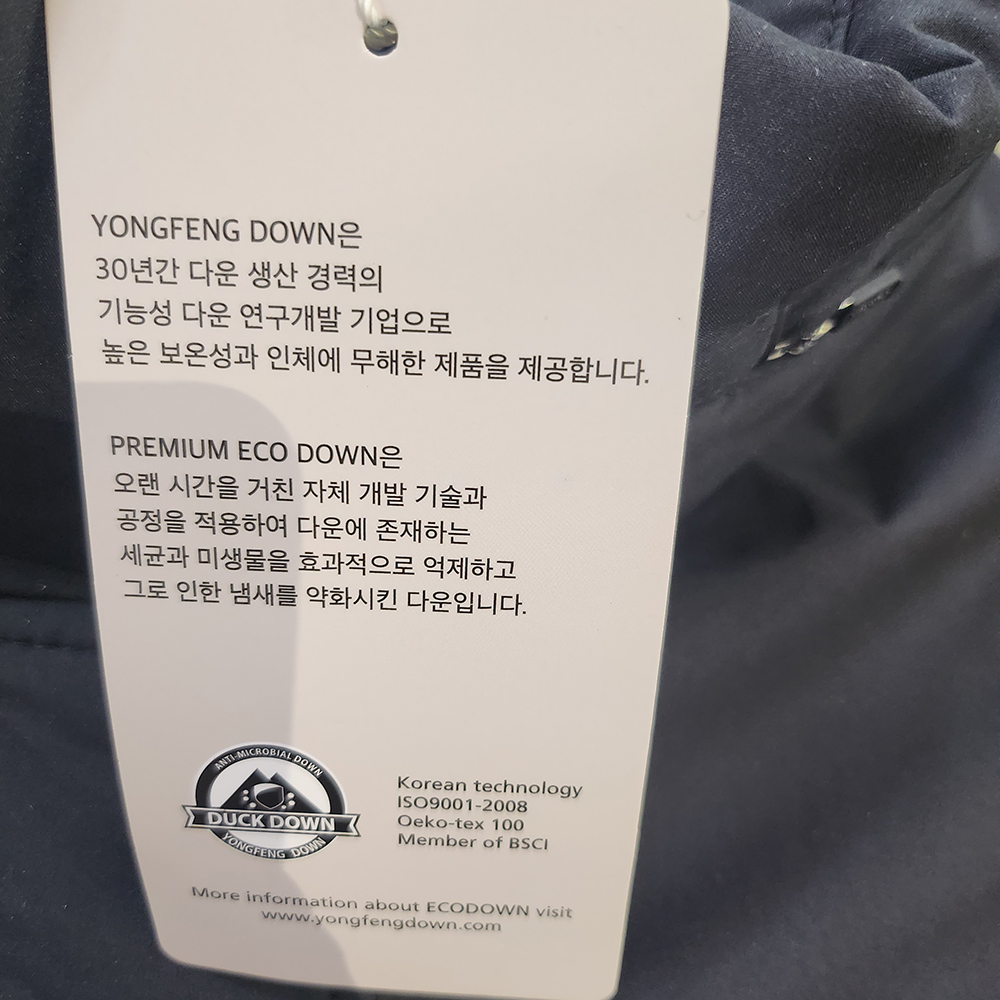 YONGFENG DOWN은
30년간 다운 생산 경력의
기능성 다운 연구개발 기업으로
높은 보온성과 인체에 무해한 제품을 제공합니다.
PREMIUM ECO DOWN은
오랜 시간을 거친 자체 개발 기술과
공정을 적용하여 다운에 존재하는
세균과 미생물을 효과적으로 억제하고
그로 인한 냄새를 약화시킨 다운입니다.
ANTI-MICROBIAL DOWN
DUCK DOWN
YONGFENG DOWN
Korean technology
ISO9001-2008
Oeko-tex 100
Member of BSCI
More information about ECODOWN visit
www.yongfengdown.com